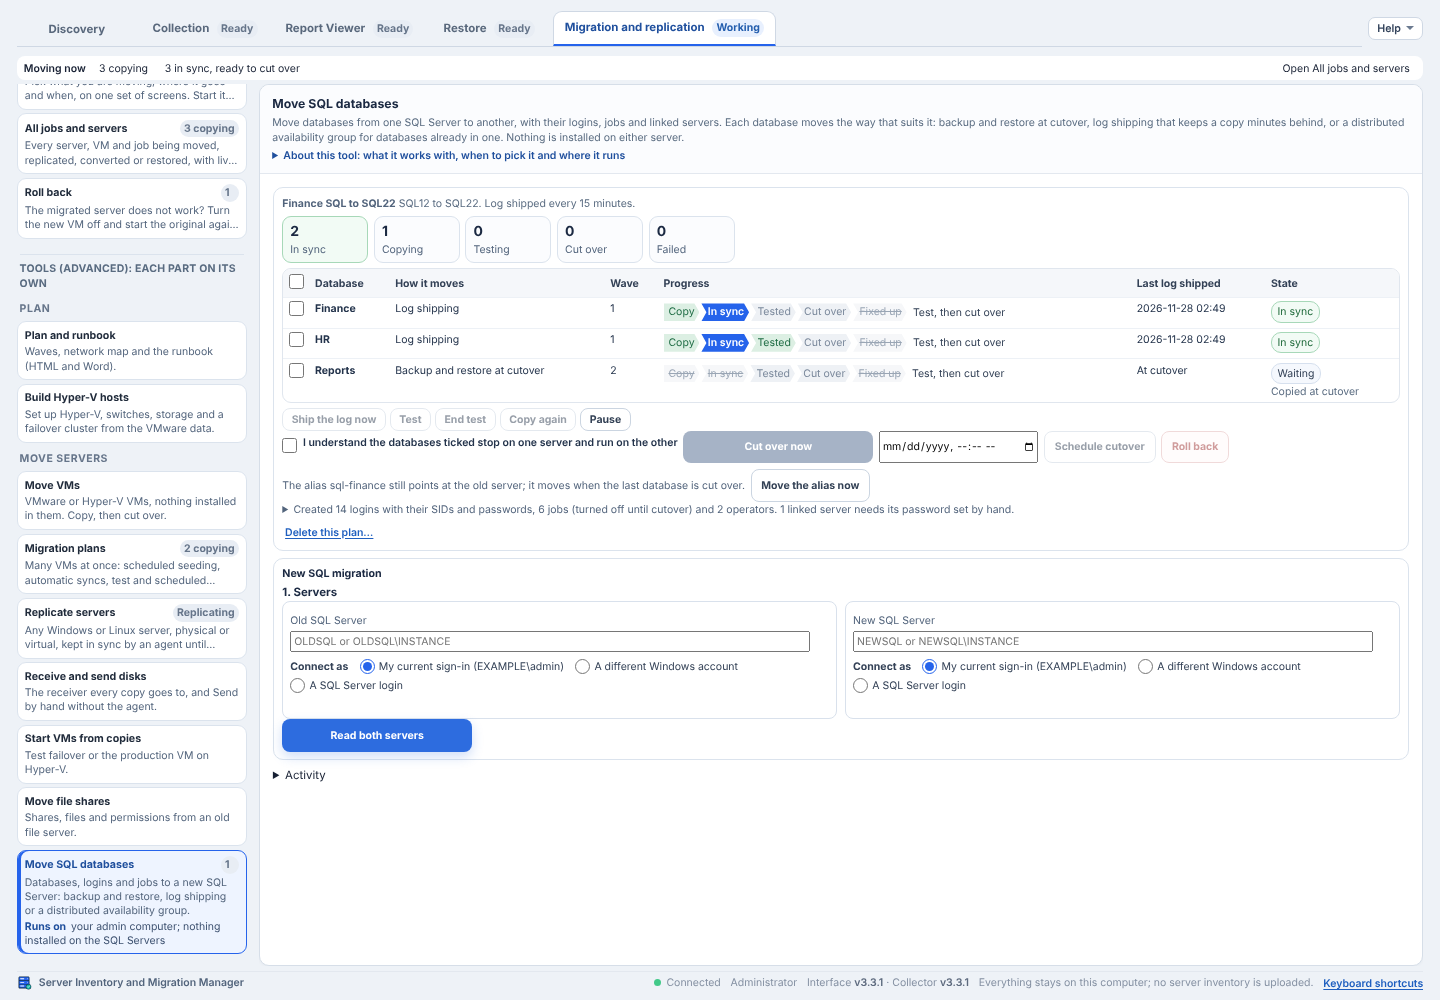 Discovery
Collection Ready
Report Viewer Ready
Restore Ready
Migration and replication Working
Help
Moving now 3 copying 3 in sync, ready to cut over
Open All jobs and servers
and when, on one set of screens. Start it...
All jobs and servers 3 copying
Every server, VM and job being moved,
replicated, converted or restored, with liv...
Roll back 1
The migrated server does not work? Turn
the new VM off and start the original agai...
TOOLS (ADVANCED): EACH PART ON ITS
OWN
PLAN
Plan and runbook
Waves, network map and the runbook
(HTML and Word).
Build Hyper-V hosts
Set up Hyper-V, switches, storage and a
failover cluster from the VMware data.
MOVE SERVERS
Move VMs
VMware or Hyper-V VMs, nothing installed
in them. Copy, then cut over.
Migration plans 2 copying
Many VMs at once: scheduled seeding,
automatic syncs, test and scheduled...
Replicate servers Replicating
Any Windows or Linux server, physical or
virtual, kept in sync by an agent until...
Receive and send disks
The receiver every copy goes to, and Send
by hand without the agent.
Start VMs from copies
Test failover or the production VM on
Hyper-V.
Move file shares
Shares, files and permissions from an old
file server.
Move SQL databases 1
Databases, logins and jobs to a new SQL
Server: backup and restore, log shipping
or a distributed availability group.
Runs on your admin computer; nothing
installed on the SQL Servers
Move SQL databases
Move databases from one SQL Server to another, with their logins, jobs and linked servers. Each database moves the way that suits it: backup and restore at cutover, log shipping that keeps a copy minutes behind, or a distributed
availability group for databases already in one. Nothing is installed on either server.
About this tool: what it works with, when to pick it and where it runs
Finance SQL to SQL22 SQL12 to SQL22. Log shipped every 15 minutes.
2 In sync
1 Copying
0 Testing
0 Cut over
0 Failed
Database How it moves Wave Progress Last log shipped State
Finance Log shipping 1 Copy In sync Tested Cut over Fixed up Test, then cut over 2026-11-28 02:49 In sync
HR Log shipping 1 Copy In sync Tested Cut over Fixed up Test, then cut over 2026-11-28 02:49 In sync
Reports Backup and restore at cutover 2 Copy In sync Tested Cut over Fixed up Test, then cut over At cutover Waiting
Copied at cutover
Ship the log now Test End test Copy again Pause
I understand the databases ticked stop on one server and run on the other Cut over now mm/dd/yyyy, --:-- -- Schedule cutover Roll back
The alias sql-finance still points at the old server; it moves when the last database is cut over. Move the alias now
Created 14 logins with their SIDs and passwords, 6 jobs (turned off until cutover) and 2 operators. 1 linked server needs its password set by hand.
Delete this plan...
New SQL migration
1. Servers
Old SQL Server
OLDSQL or OLDSQL\INSTANCE
Connect as My current sign-in (EXAMPLE\admin) A different Windows account
A SQL Server login
New SQL Server
NEWSQL or NEWSQL\INSTANCE
Connect as My current sign-in (EXAMPLE\admin) A different Windows account
A SQL Server login
Read both servers
Activity
Server Inventory and Migration Manager
Connected Administrator Interface v3.3.1 · Collector v3.3.1 Everything stays on this computer; no server inventory is uploaded. Keyboard shortcuts